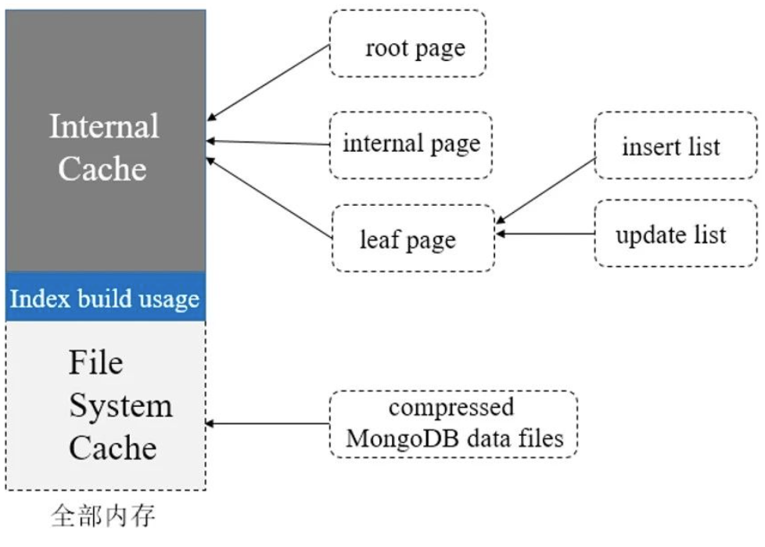 root page
Internal
Cache
internal page
insert list
leaf page
update list
Index build usage
File
System
Cache
compressed
MongoDB data files
全部内存